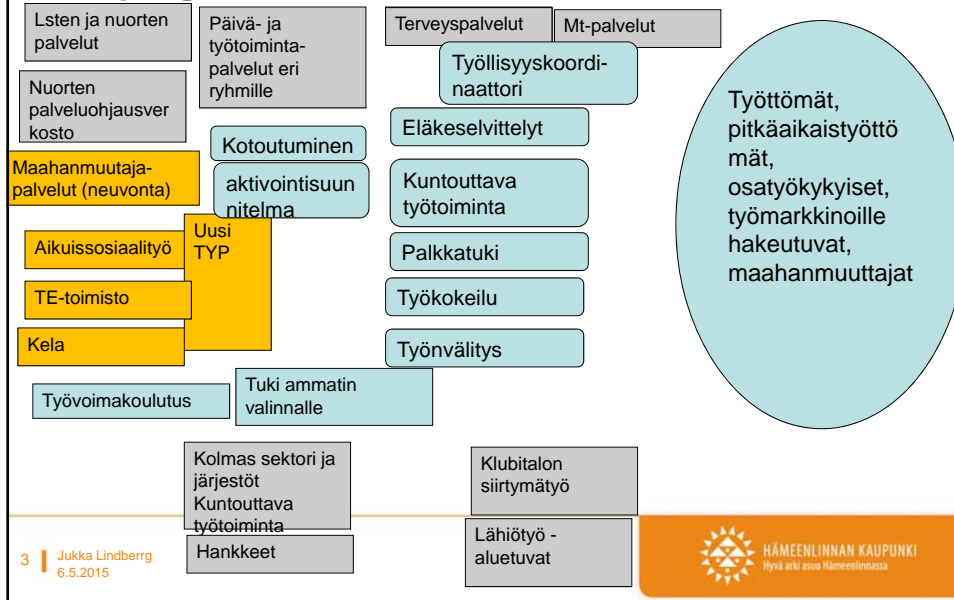 Lsten ja nuorten
palvelut
Päivä- ja
työtoiminta-
palvelut eri
ryhmille
Terveyspalvelut
Mt-palvelut
Työllisyyskoordi-
naattori
Nuorten
palveluohjausver
kosto
Kotoutuminen
Eläkeselvittelyt
Työttömät,
pitkäaikaistyöttö
mät,
osatyökykyiset,
työmarkkinoille
hakeutuvat,
maahanmuuttajat
Maahanmuutaja-
palvelut (neuvonta)
aktivointisuun
nitelma
Kuntouttava
työtoiminta
Uusi
TYP
Aikuissosiaalityö
Palkkatuki
TE-toimisto
Työkokeilu
Kela
Työnvälitys
Työvoimakoulutus
Tuki ammatin
valinnalle
Kolmas sektori ja
järjestöt
Kuntouttava
työtoiminta
Klubitalon
siirtymätyö
Hankkeet
Lähiötyö -
aluetuvat
3
Jukka Lindberrg
6.5.2015
HÄMEENLINNAN KAUPUNKI
Hyvä arki asuu Hämeenlinnassa